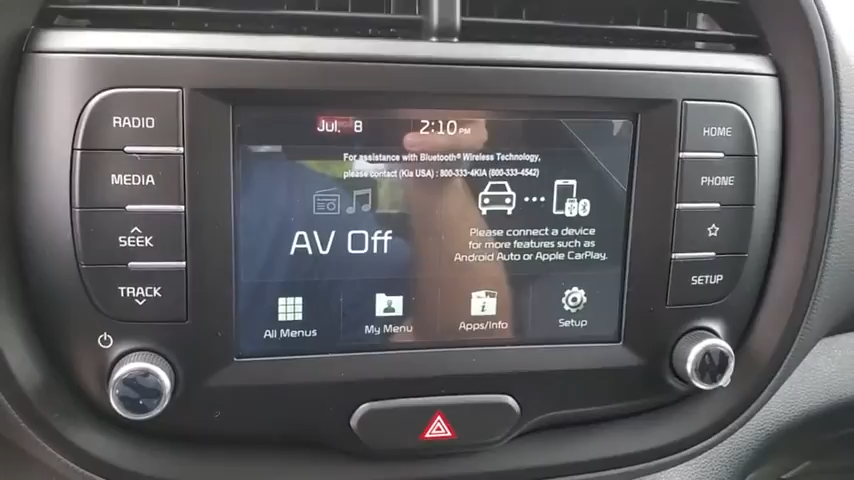 RADIO
MEDIA
SEEK
TRACK
Jul. 8
2:10 PM
For assistance with Bluetooth® Wireless Technology,
please contact (Kia USA) : 800-333-4KIA (800-333-4542)
AV Off
Please connect a device
for more features such as
Android Auto or Apple CarPlay.
All Menus
My Menu
Apps/Info
Setup
HOME
PHONE
SETUP